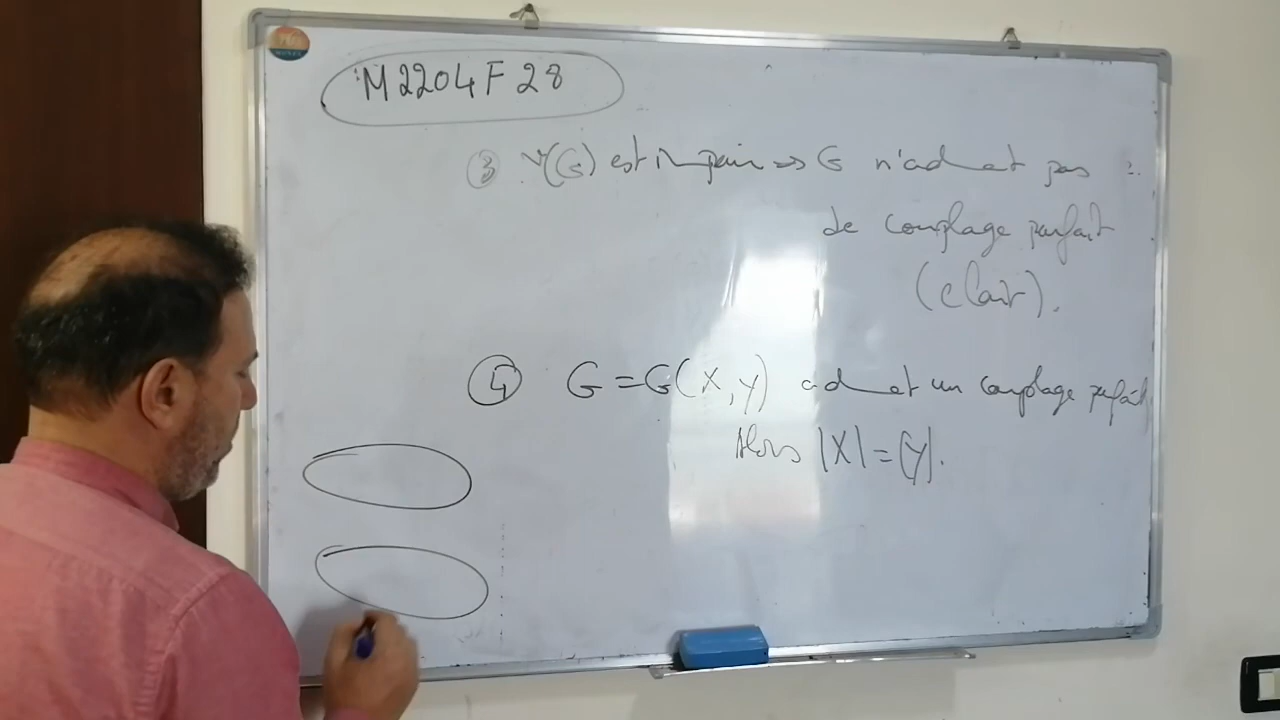 M2204F28
③ V(G) est impair => G n'admet pas
de couplage parfait
(clair).
④ G=G(X,Y) admet un couplage parfait
Alors |X|=|Y|.